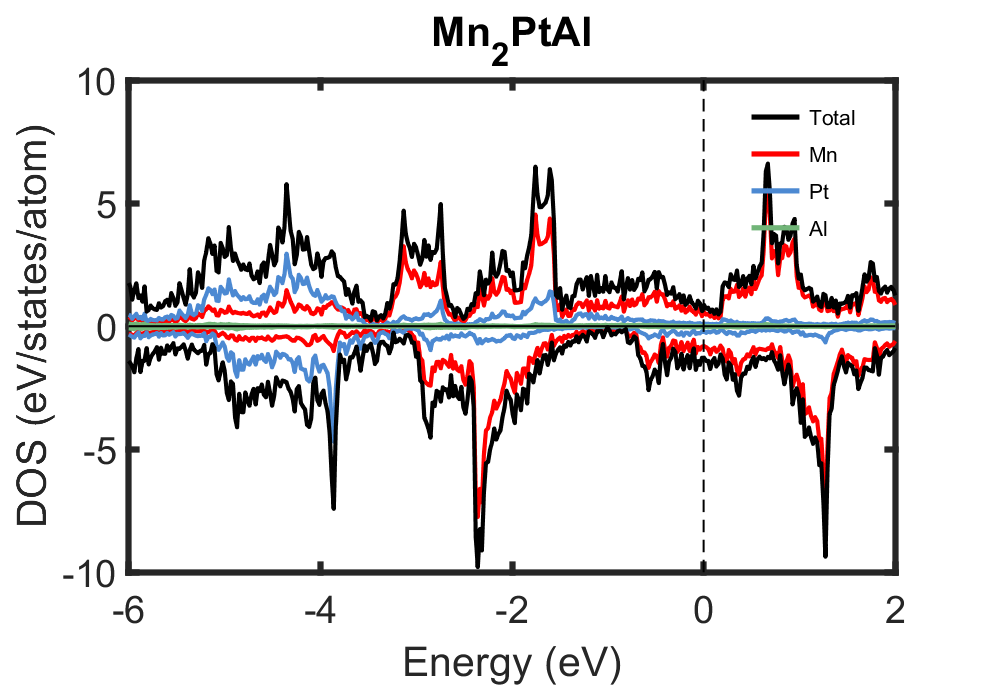 Mn₂PtAl
DOS (eV/states/atom)
10
5
0
-5
-10
Total
Mn
Pt
Al
-6 -4 -2 0 2
Energy (eV)